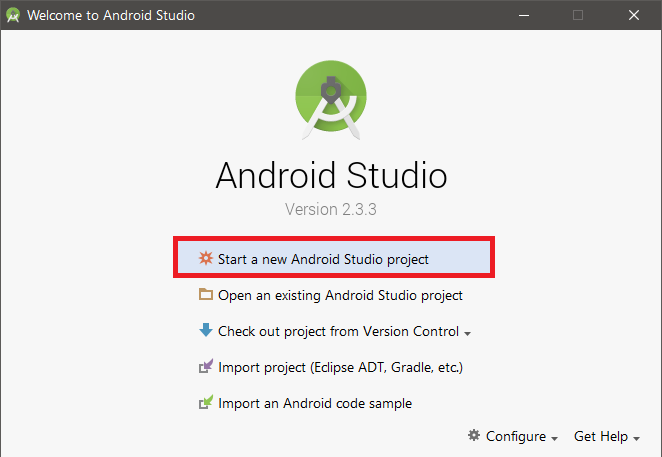 Welcome to Android Studio
Android Studio
Version 2.3.3
Start a new Android Studio project
Open an existing Android Studio project
Check out project from Version Control
Import project (Eclipse ADT, Gradle, etc.)
Import an Android code sample
Configure Get Help